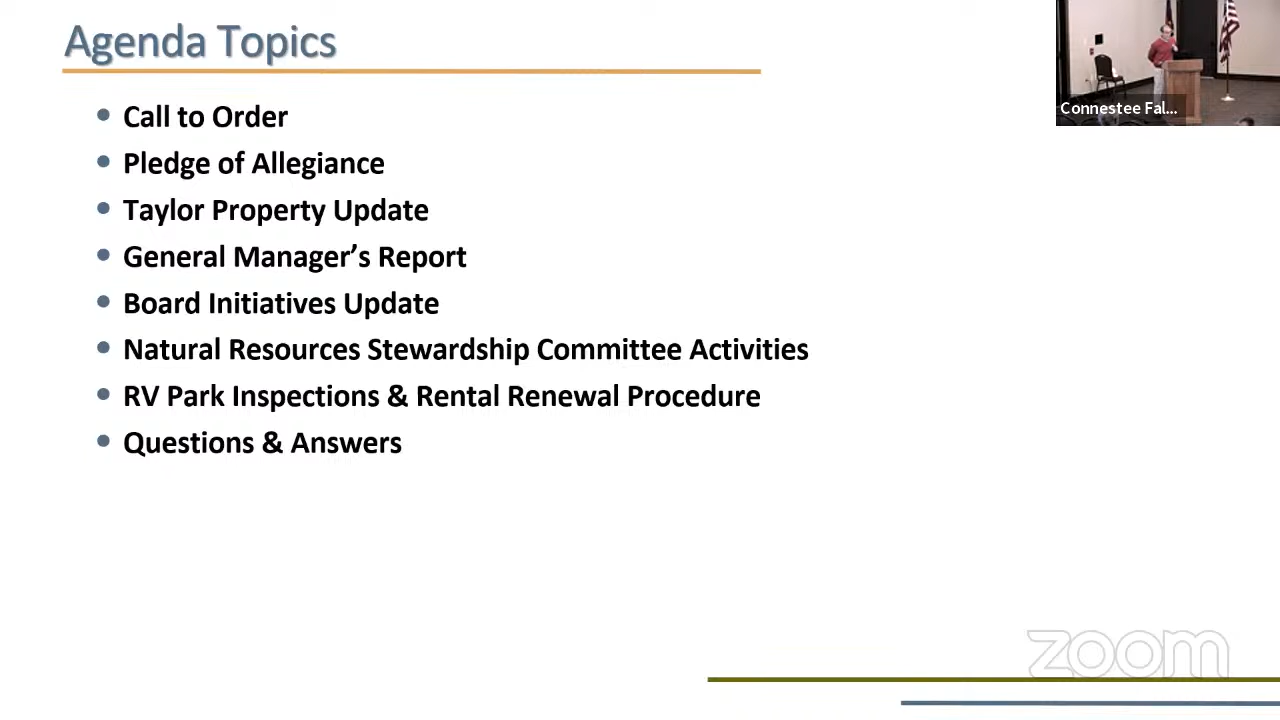 Agenda Topics
Connestee Fal...
Call to Order
Pledge of Allegiance
Taylor Property Update
General Manager’s Report
Board Initiatives Update
Natural Resources Stewardship Committee Activities
RV Park Inspections & Rental Renewal Procedure
Questions & Answers
zoom